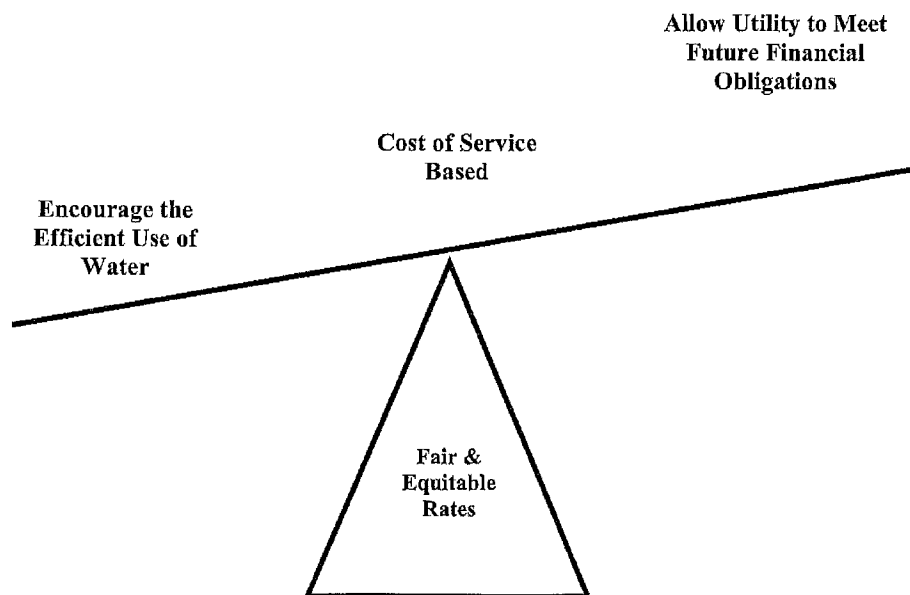 Allow Utility to Meet
Future Financial
Obligations
Cost of Service
Based
Encourage the
Efficient Use of
Water
Fair &
Equitable
Rates